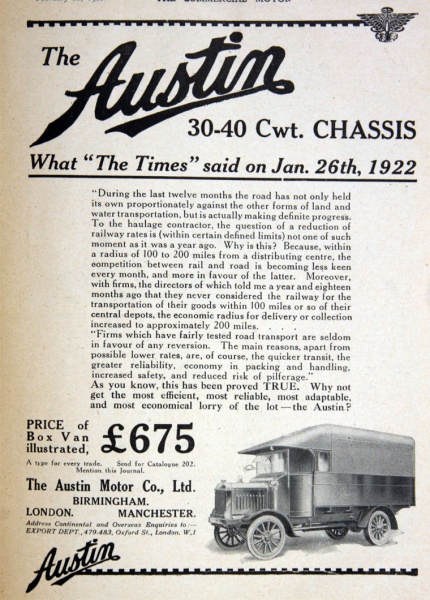 THE COMMERCIAL MOTOR
The
Austin
30-40 Cwt. CHASSIS
What "The Times" said on Jan. 26th, 1922
"During the last twelve months the road has not only held
its own proportionately against the other forms of land and
water transportation, but is actually making definite progress.
To the haulage contractor, the question of a reduction of
railway rates is (within certain defined limits) not one of such
moment as it was a year ago. Why is this? Because, within
a radius of 100 to 200 miles from a distributing centre, the
competition between rail and road is becoming less keen
every month, and more in favour of the latter. Moreover,
with firms, the directors of which told me a year and eighteen
months ago that they never considered the railway for the
transportation of their goods within 100 miles or so of their
central depots, the economic radius for delivery or collection
increased to approximately 200 miles. . . .
"Firms which have fairly tested road transport are seldom
in favour of any reversion. The main reasons, apart from
possible lower rates, are, of course, the quicker transit, the
greater reliability, economy in packing and handling,
increased safety, and reduced risk of pilferage."
As you know, this has been proved TRUE. Why not
get the most efficient, most reliable, most adaptable,
and most economical lorry of the lot—the Austin?
PRICE of
Box Van
illustrated,
£675
A type for every trade. Send for Catalogue 202.
Mention this Journal.
The Austin Motor Co., Ltd.
BIRMINGHAM.
LONDON. MANCHESTER.
Address Continental and Overseas Enquiries to:—
EXPORT DEPT., 479-483, Oxford St., London. W.1
Austin